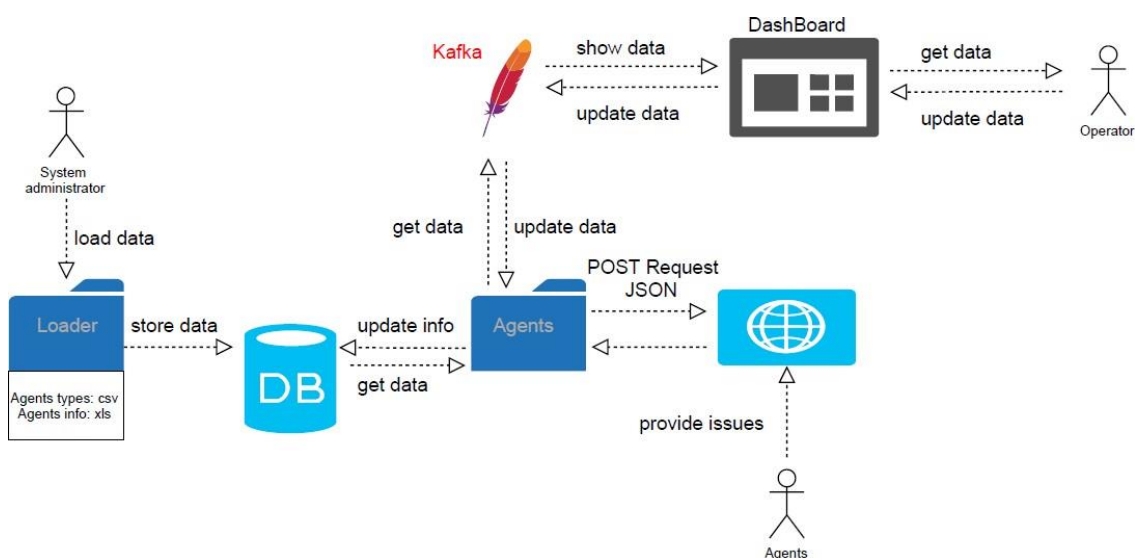 DashBoard
Kafka
show data
update data
get data
update data
Operator
System
administrator
load data
get data
update data
POST Request
JSON
Loader
store data
DB
update info
get data
Agents
Agents types: csv
Agents info: xls
provide issues
Agents